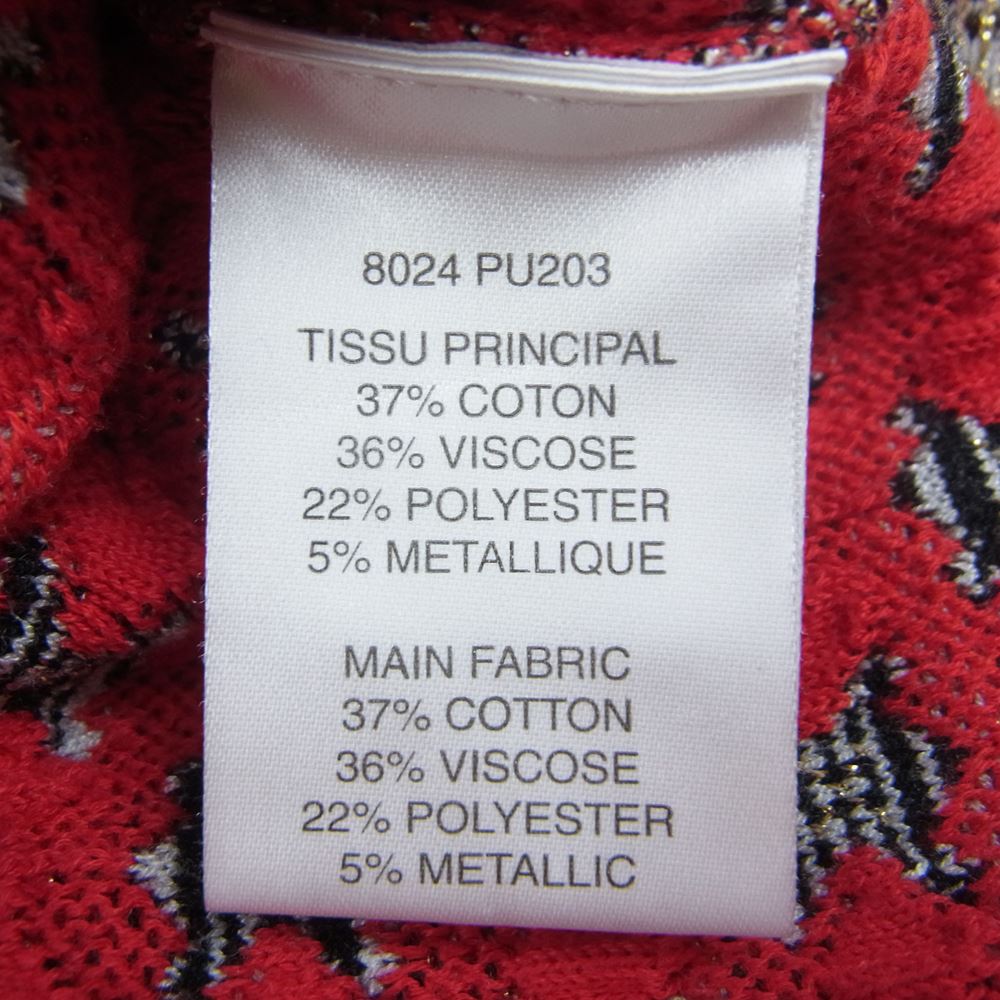 8024 PU203
TISSU PRINCIPAL
37% COTON
36% VISCOSE
22% POLYESTER
5% METALLIQUE
MAIN FABRIC
37% COTTON
36% VISCOSE
22% POLYESTER
5% METALLIC